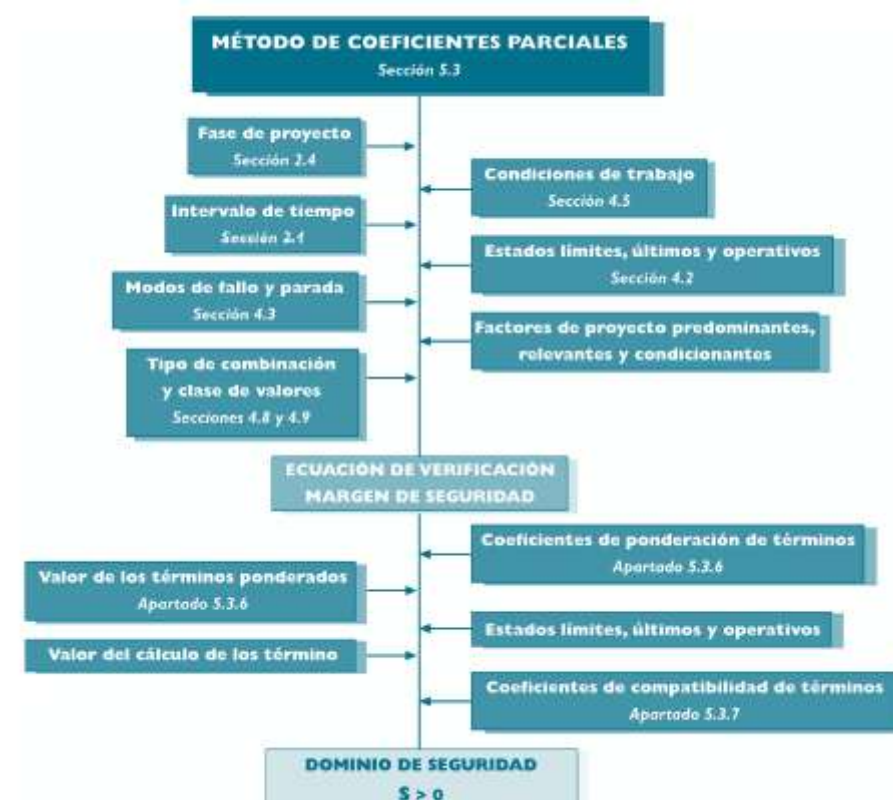 MÉTODO DE COEFICIENTES PARCIALES
Sección 5.3
Fase de proyecto
Sección 2.4
Condiciones de trabajo
Sección 4.5
Intervalo de tiempo
Sección 2.1
Estados límites, últimos y operativos
Sección 4.2
Modos de fallo y parada
Sección 4.3
Factores de proyecto predominantes,
relevantes y condicionantes
Tipo de combinación
y clase de valores
Secciones 4.8 y 4.9
ECUACIÓN DE VERIFICACIÓN
MARGEN DE SEGURIDAD
Coeficientes de ponderación de términos
Apartado 5.3.6
Valor de los términos ponderados
Apartado 5.3.6
Estados límites, últimos y operativos
Valor del cálculo de los término
Coeficientes de compatibilidad de términos
Apartado 5.3.7
DOMINIO DE SEGURIDAD
S > 0